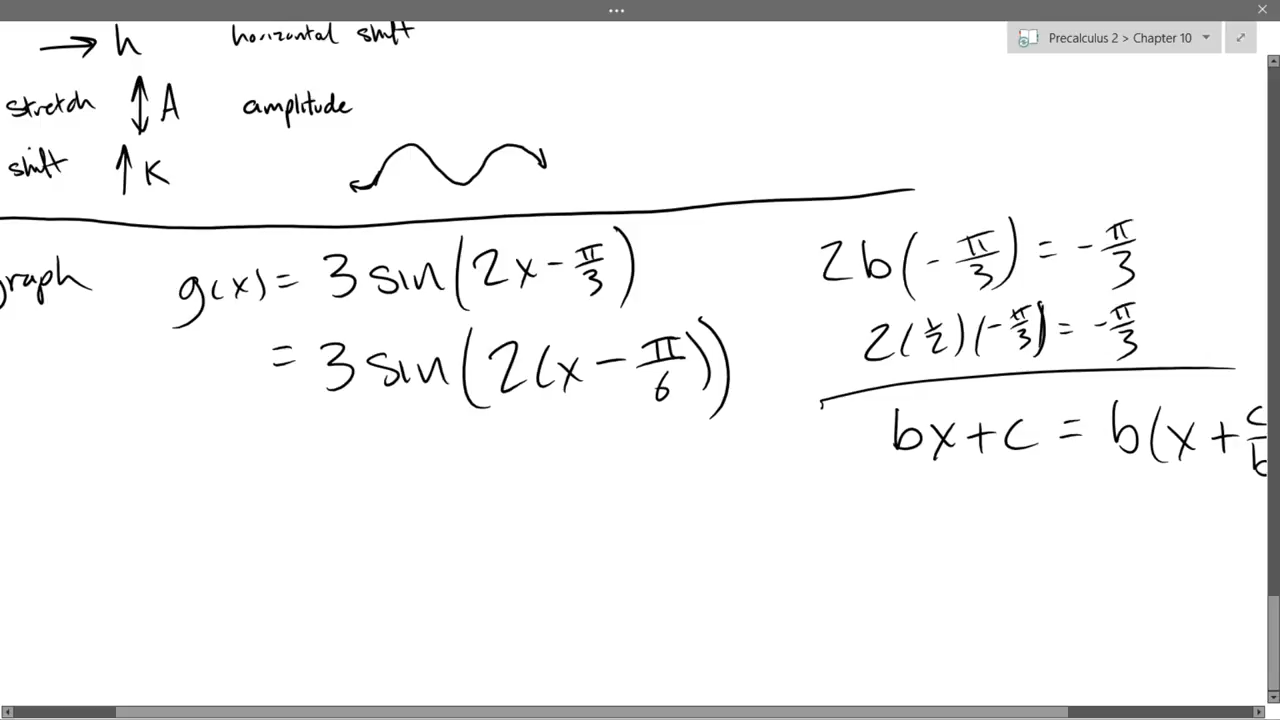 Precalculus 2 > Chapter 10
→ h horizontal shift
stretch ↕ A amplitude
shift ↑ K
graph g(x) = 3 sin(2x - π/3)
= 3 sin(2(x - π/6))
2b(-π/3) = -π/3
2(1/2)(-π/3) = -π/3
bx + c = b(x + c/b